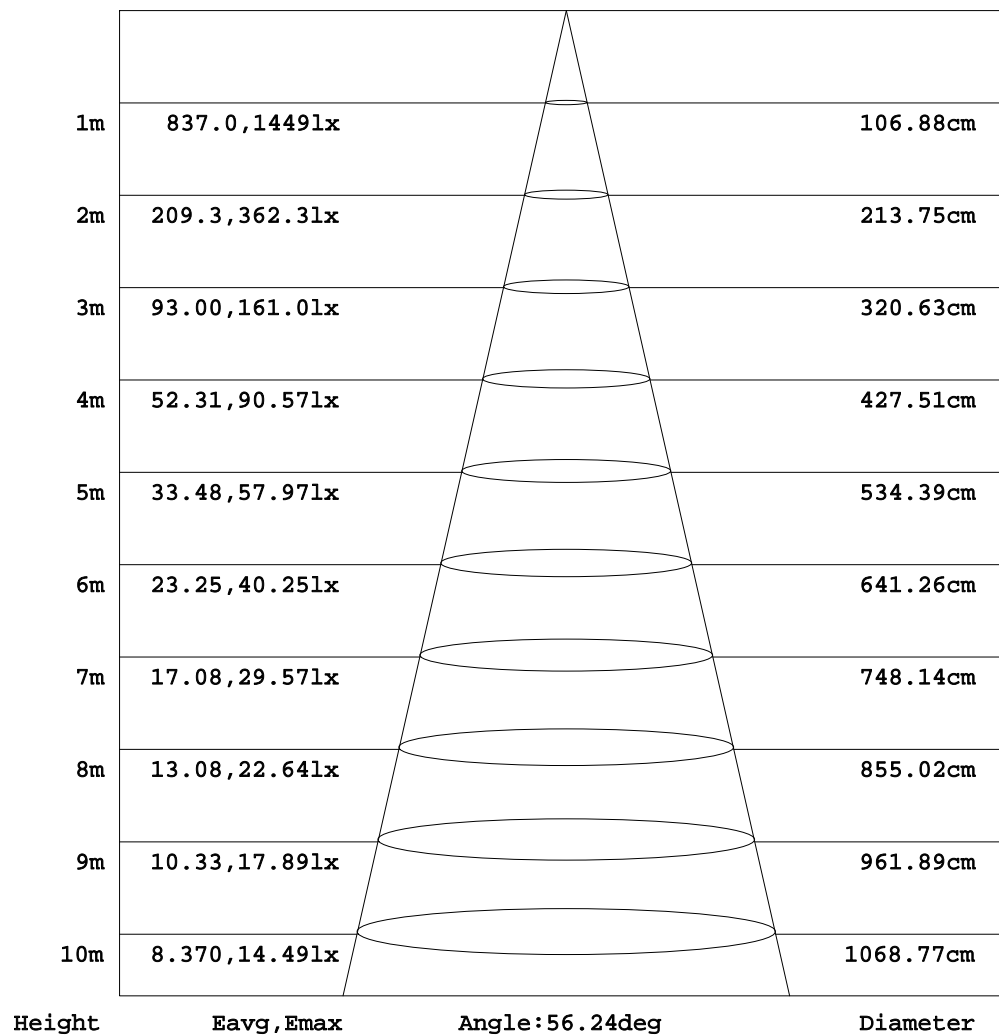 1m 837.0,1449lx 106.88cm
2m 209.3,362.3lx 213.75cm
3m 93.00,161.0lx 320.63cm
4m 52.31,90.57lx 427.51cm
5m 33.48,57.97lx 534.39cm
6m 23.25,40.25lx 641.26cm
7m 17.08,29.57lx 748.14cm
8m 13.08,22.64lx 855.02cm
9m 10.33,17.89lx 961.89cm
10m 8.370,14.49lx 1068.77cm
Height Eavg,Emax Angle:56.24deg Diameter